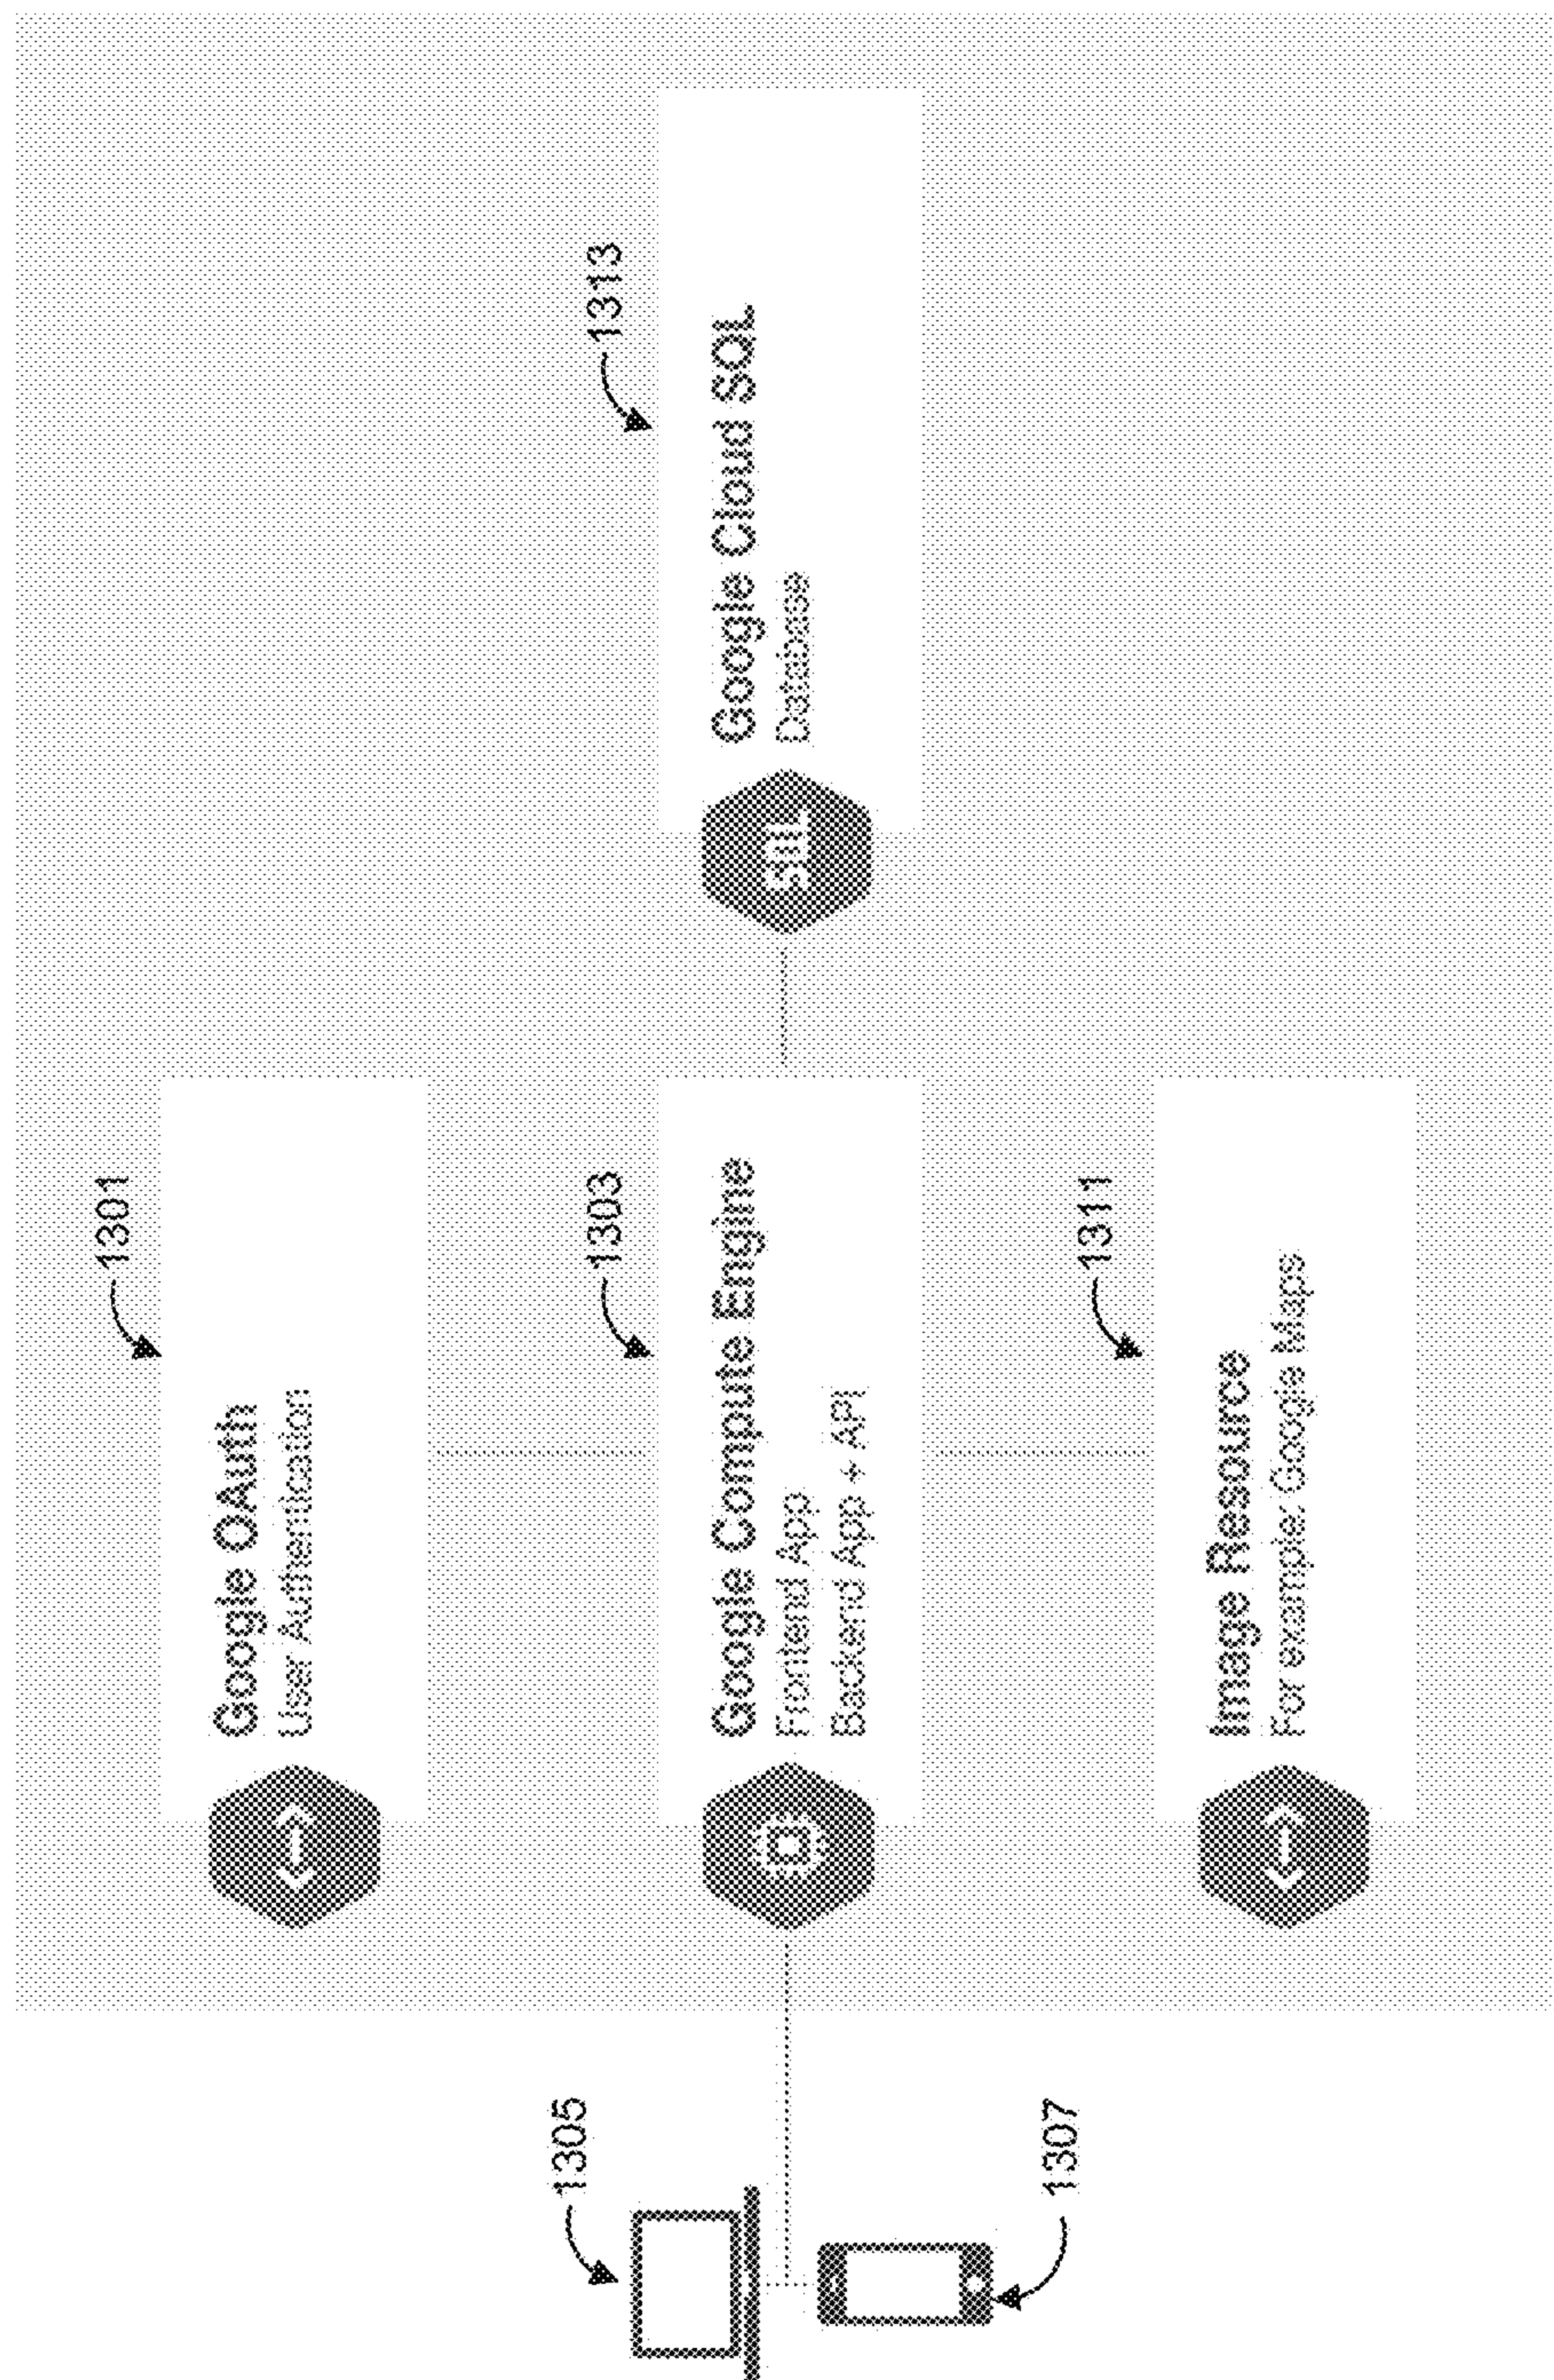 1301
Google OAuth
User Authentication
1305
1303
Google Compute Engine
Frontend App
Backend App + API
1313
Google Cloud SQL
Database
SQL
1307
1311
Image Resource
For example: Google Maps